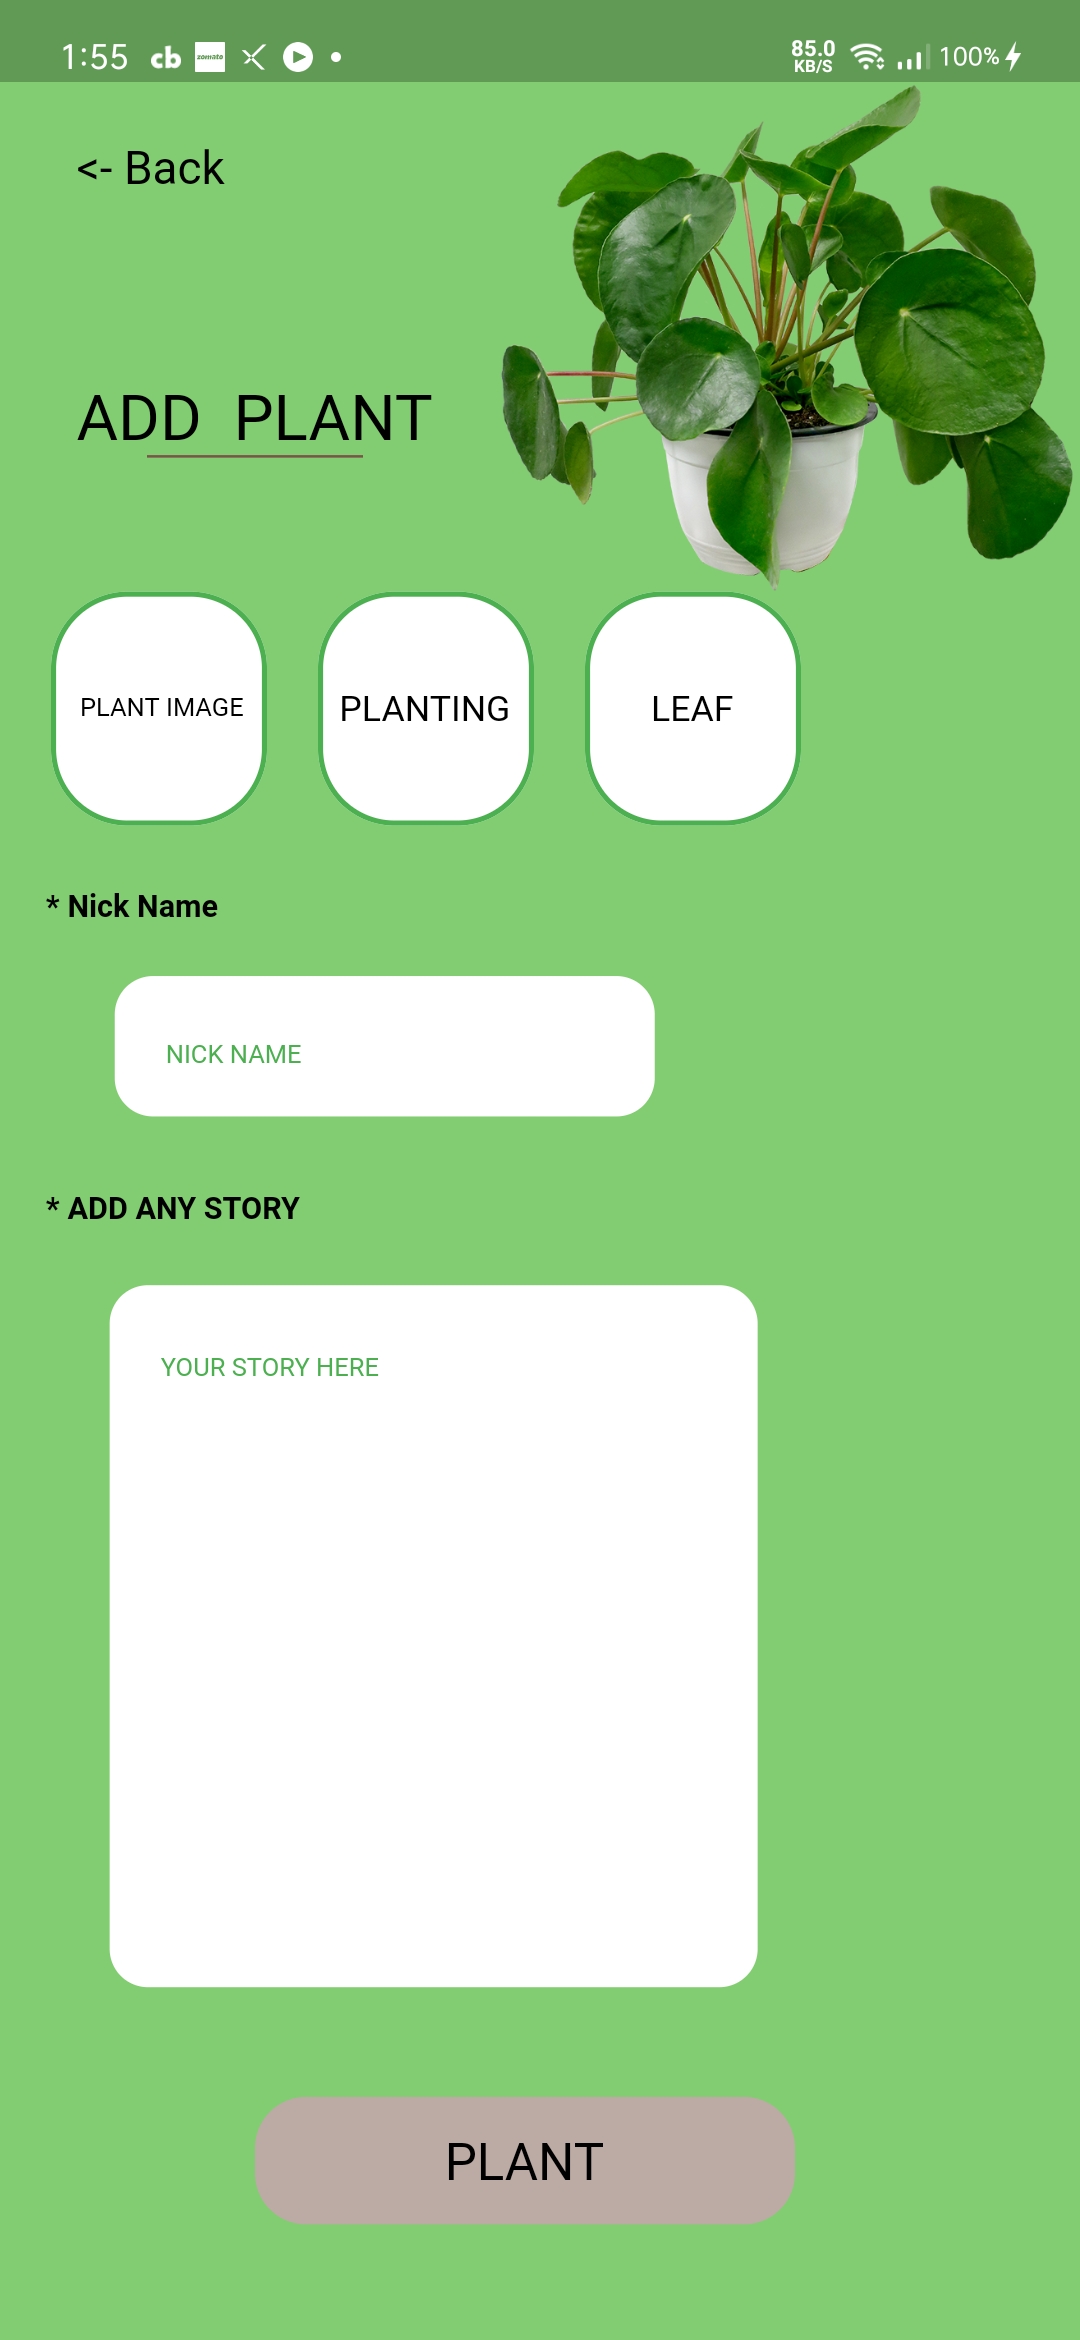 1:55 cb zomato 85.0 KB/S 100%
<- Back
ADD PLANT
PLANT IMAGE PLANTING LEAF
* Nick Name
NICK NAME
* ADD ANY STORY
YOUR STORY HERE
PLANT